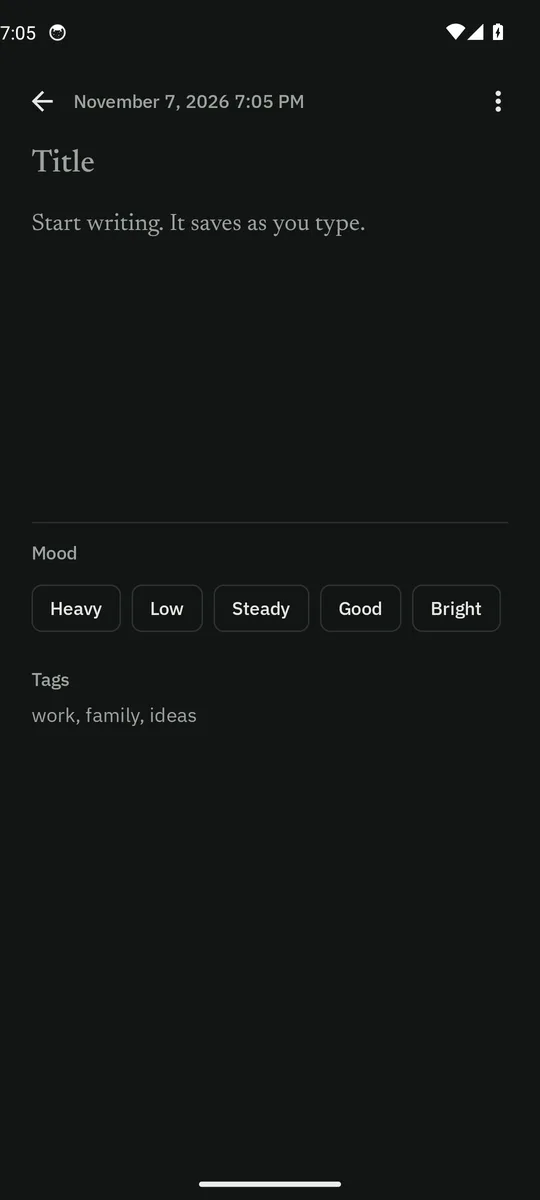 7:05
November 7, 2026 7:05 PM
Title
Start writing. It saves as you type.
Mood
Heavy Low Steady Good Bright
Tags
work, family, ideas